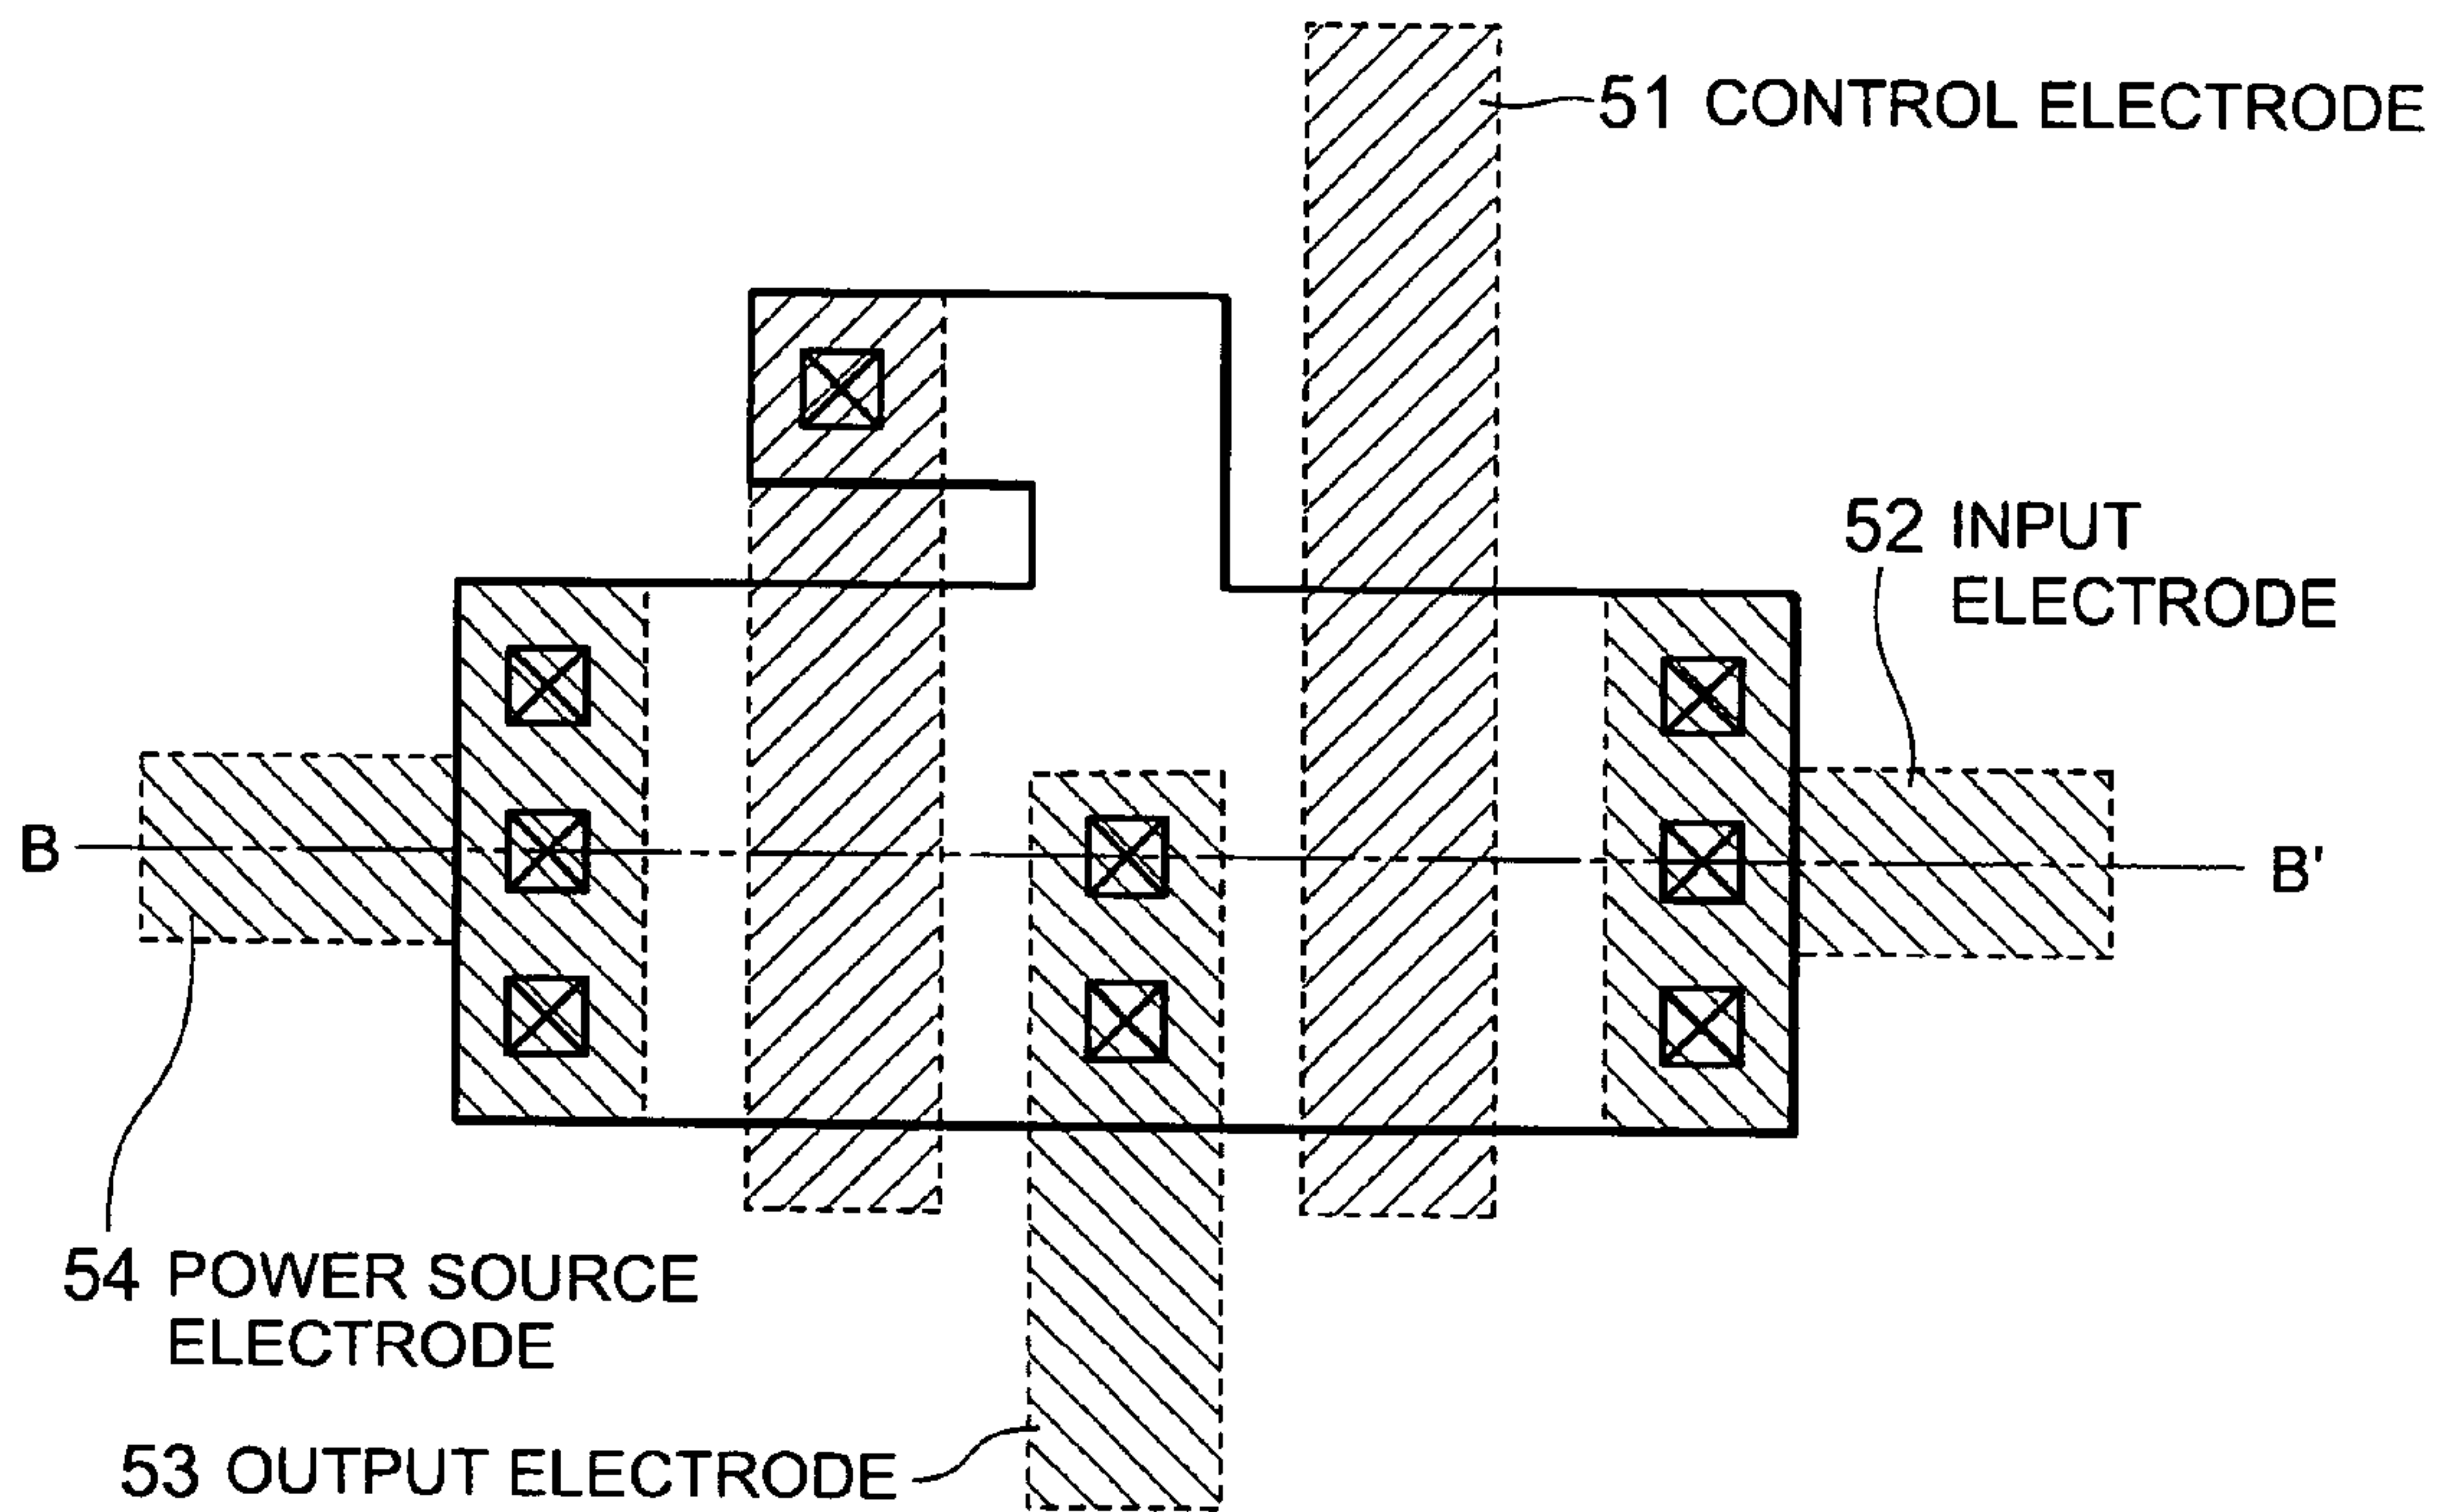 51 CONTROL ELECTRODE
52 INPUT
ELECTRODE
B
B'
54 POWER SOURCE
ELECTRODE
53 OUTPUT ELECTRODE